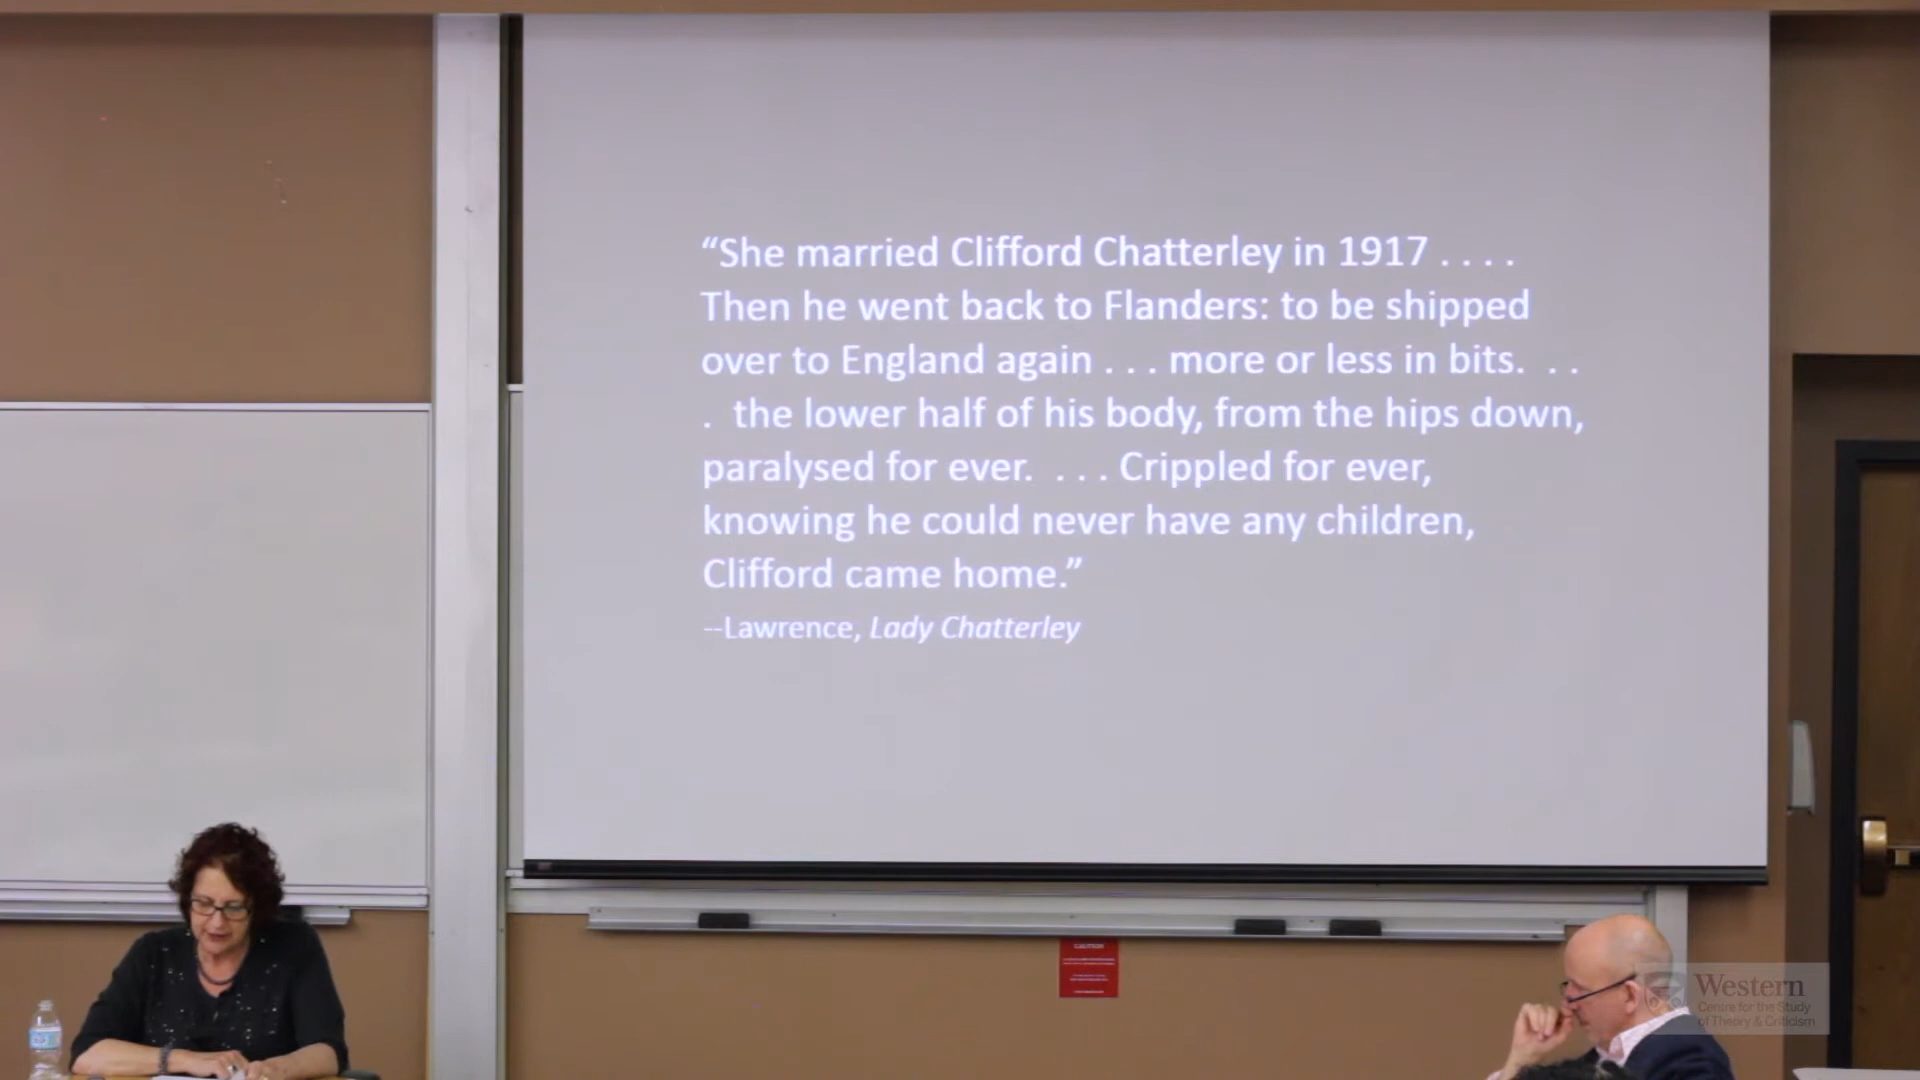 “She married Clifford Chatterley in 1917 . . . .
Then he went back to Flanders: to be shipped
over to England again . . . more or less in bits.  . .
.  the lower half of his body, from the hips down,
paralysed for ever.  . . . Crippled for ever,
knowing he could never have any children,
Clifford came home.”
--Lawrence, Lady Chatterley
CAUTION
Western
Centre for the Study
of Theory & Criticism